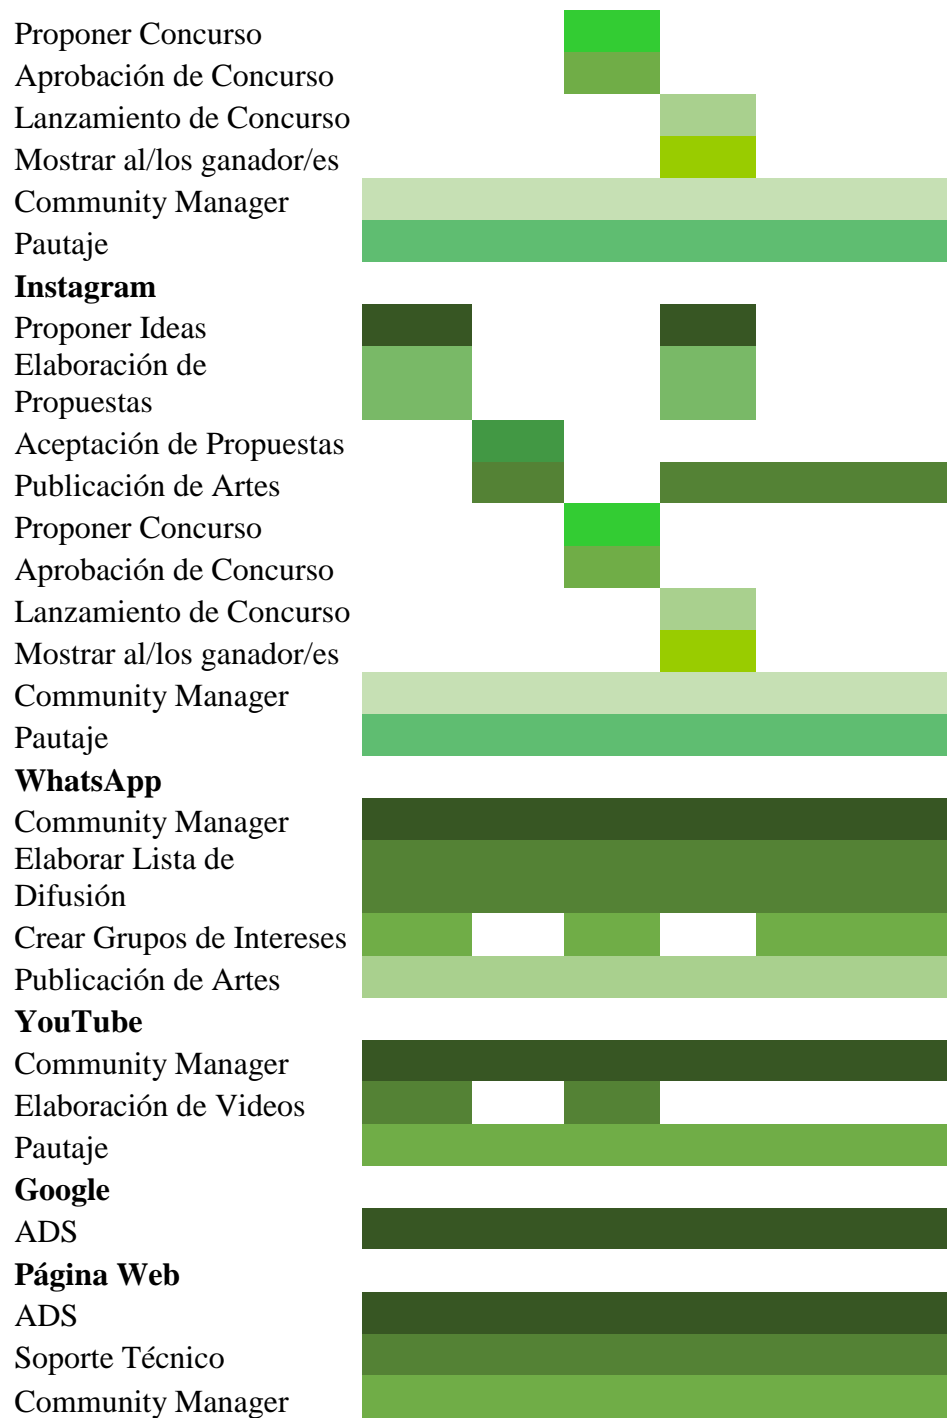 Proponer Concurso
Aprobación de Concurso
Lanzamiento de Concurso
Mostrar al/los ganador/es
Community Manager
Pautaje
Instagram
Proponer Ideas
Elaboración de
Propuestas
Aceptación de Propuestas
Publicación de Artes
Proponer Concurso
Aprobación de Concurso
Lanzamiento de Concurso
Mostrar al/los ganador/es
Community Manager
Pautaje
WhatsApp
Community Manager
Elaborar Lista de
Difusión
Crear Grupos de Intereses
Publicación de Artes
YouTube
Community Manager
Elaboración de Videos
Pautaje
Google
ADS
Página Web
ADS
Soporte Técnico
Community Manager